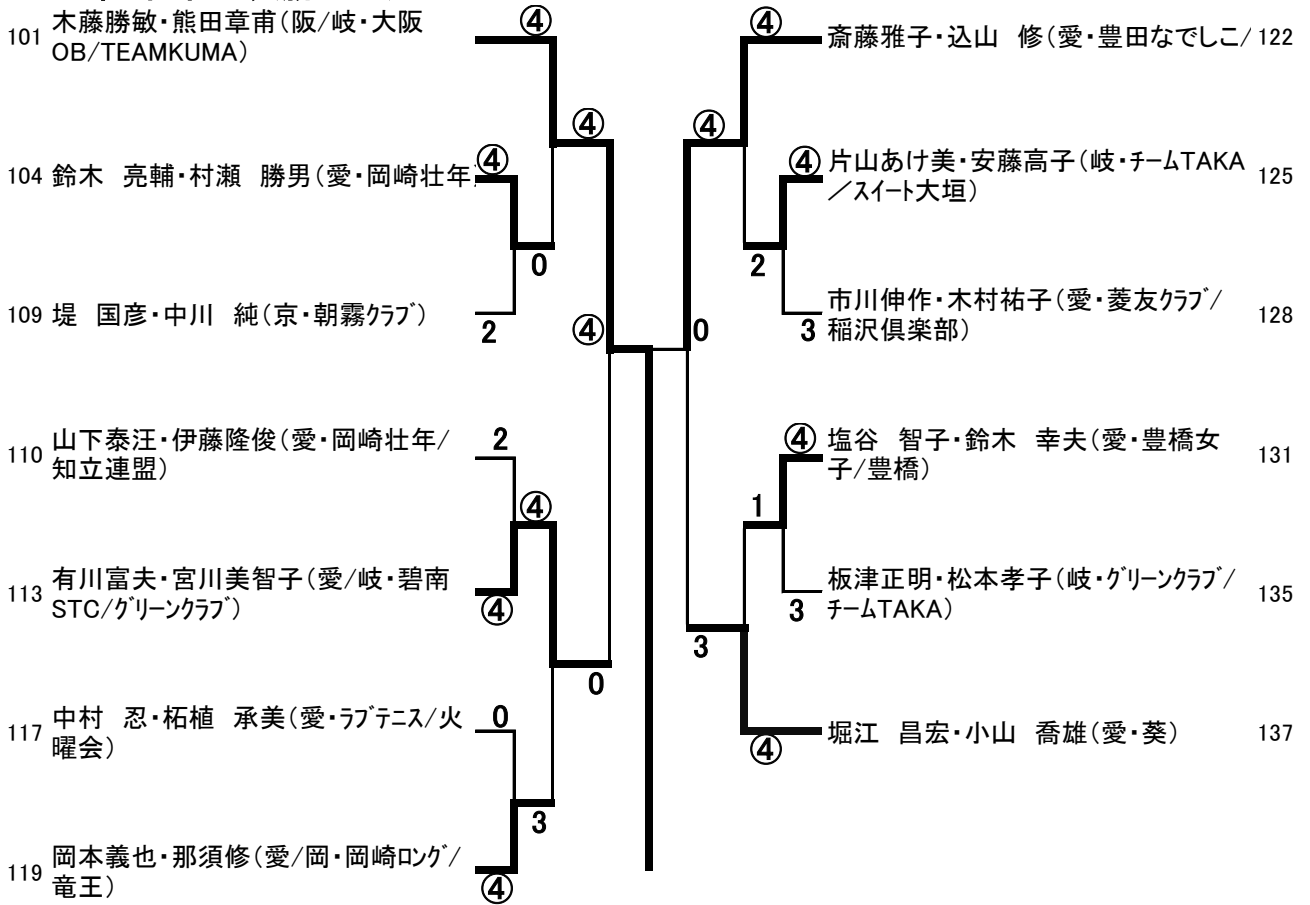 101 木藤勝敏・熊田章甫(阪/岐・大阪
OB/TEAMKUMA)
④
④
104 鈴木 亮輔・村瀬 勝男(愛・岡崎壮年
④
0
109 堤 国彦・中川 純(京・朝霧ｸﾗﾌﾞ)
2
④
110 山下泰汪・伊藤隆俊(愛・岡崎壮年/
知立連盟)
2
④
113 有川富夫・宮川美智子(愛/岐・碧南
STC/ｸﾞﾘｰﾝｸﾗﾌﾞ)
④
0
117 中村 忍・柘植 承美(愛・ﾗﾌﾞﾃﾆｽ/火
曜会)
0
3
119 岡本義也・那須修(愛/岡・岡崎ﾛﾝｸﾞ/
竜王)
④
④
斎藤雅子・込山 修(愛・豊田なでしこ/ 122
④
④
片山あけ美・安藤高子(岐・チームTAKA
／ｽｲｰﾄ大垣) 125
2
0
3
市川伸作・木村祐子(愛・菱友ｸﾗﾌﾞ/
稲沢倶楽部) 128
④
塩谷 智子・鈴木 幸夫(愛・豊橋女
子/豊橋) 131
1
3
板津正明・松本孝子(岐・ｸﾞﾘｰﾝｸﾗﾌﾞ/
ﾁｰﾑTAKA) 135
3
④
堀江 昌宏・小山 喬雄(愛・葵) 137